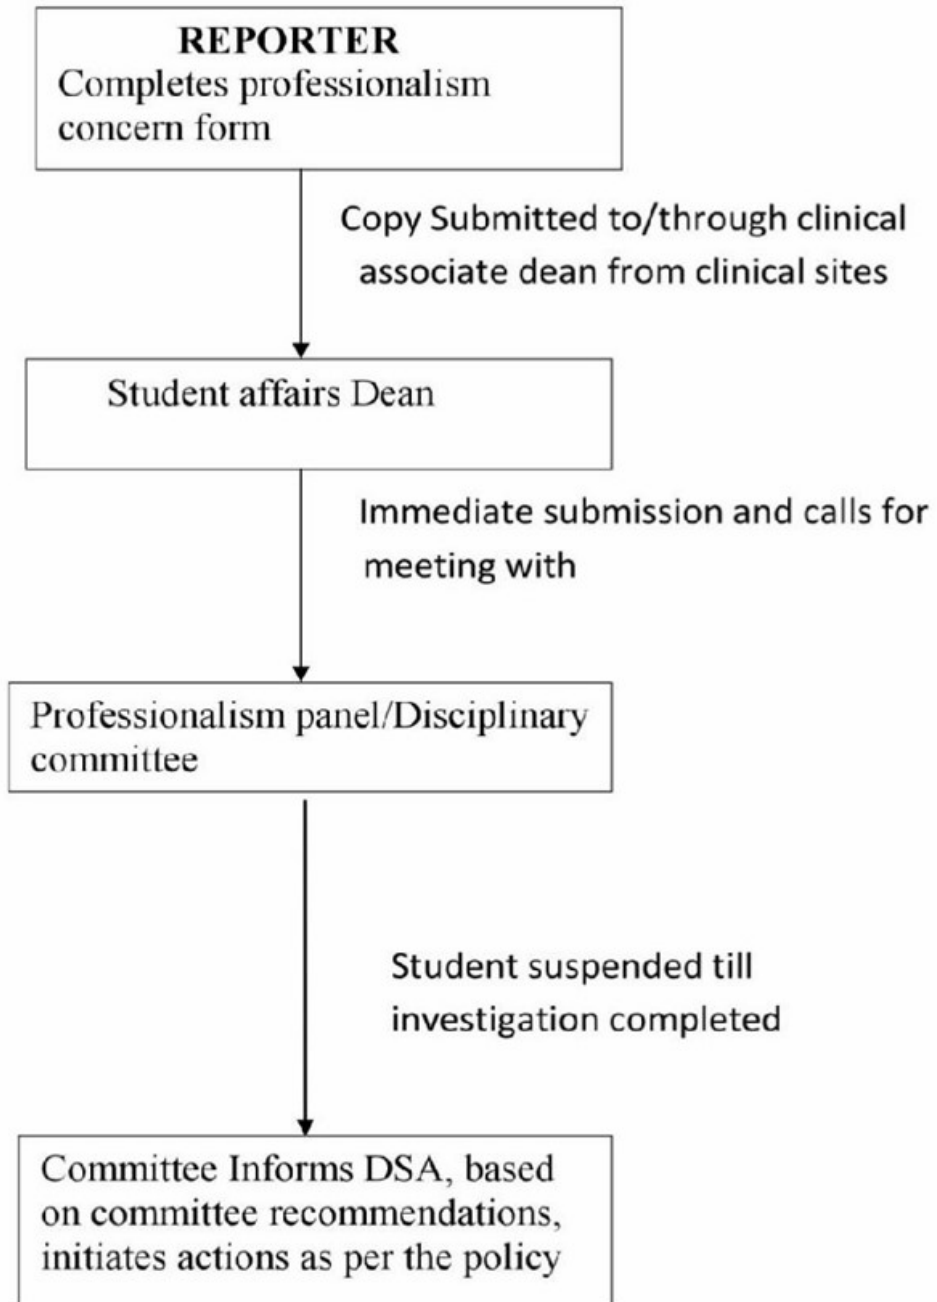 REPORTER
Completes professionalism
concern form
Copy Submitted to/through clinical
associate dean from clinical sites
Student affairs Dean
Immediate submission and calls for
meeting with
Professionalism panel/Disciplinary
committee
Student suspended till
investigation completed
Committee Informs DSA, based
on committee recommendations,
initiates actions as per the policy